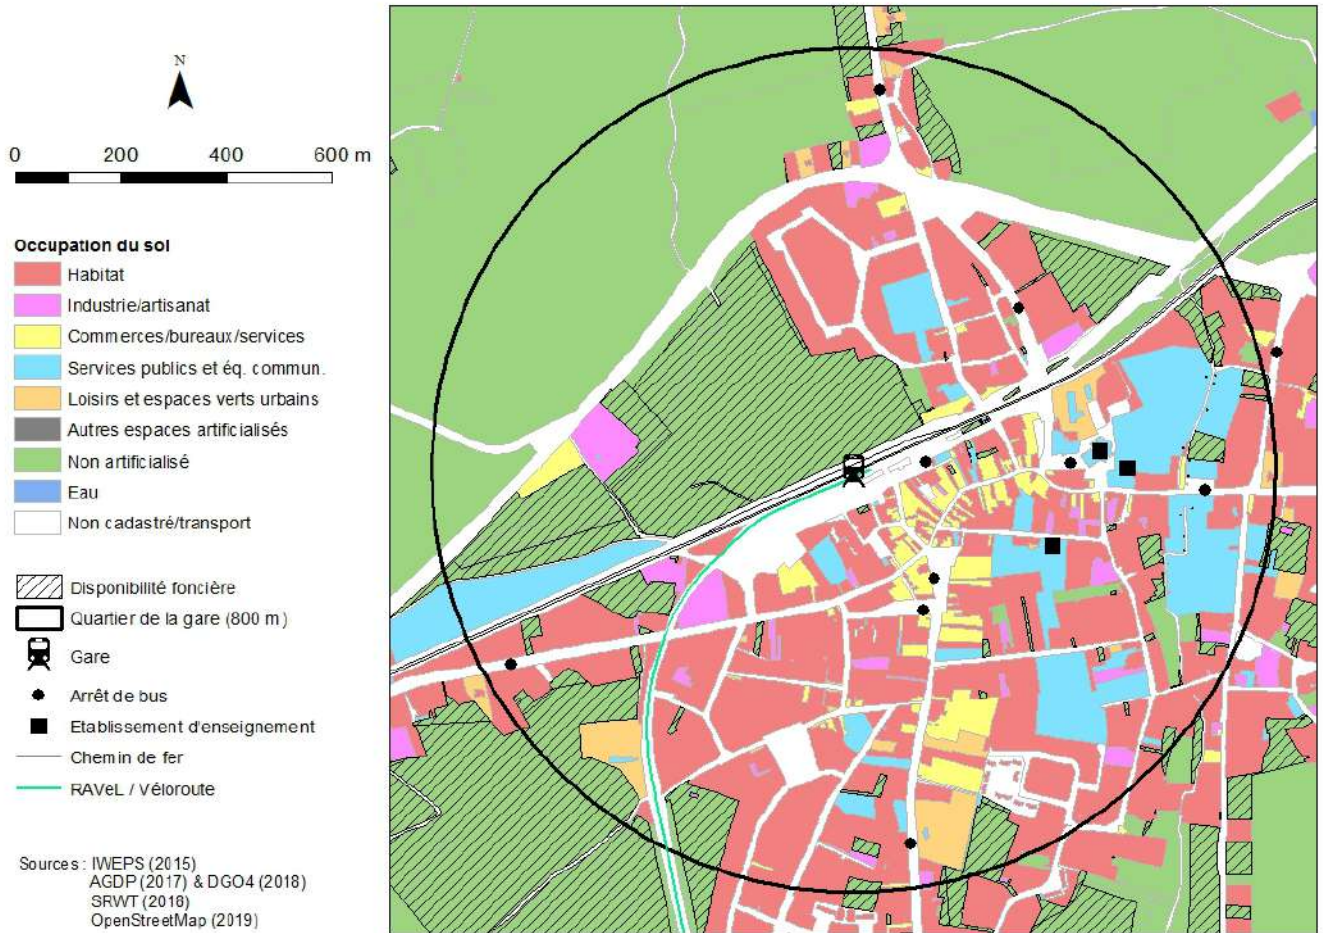 N
0 200 400 600 m
Occupation du sol
Habitat
Industrie/artisanat
Commerces/bureaux/services
Services publics et éq. commun.
Loisirs et espaces verts urbains
Autres espaces artificialisés
Non artificialisé
Eau
Non cadastré/transport
Disponibilité foncière
Quartier de la gare (800 m)
Gare
Arrêt de bus
Etablissement d'enseignement
Chemin de fer
RAVeL / Véloroute
Sources : IWEPS (2015)
AGDP (2017) & DGO4 (2018)
SRWT (2018)
OpenStreetMap (2019)